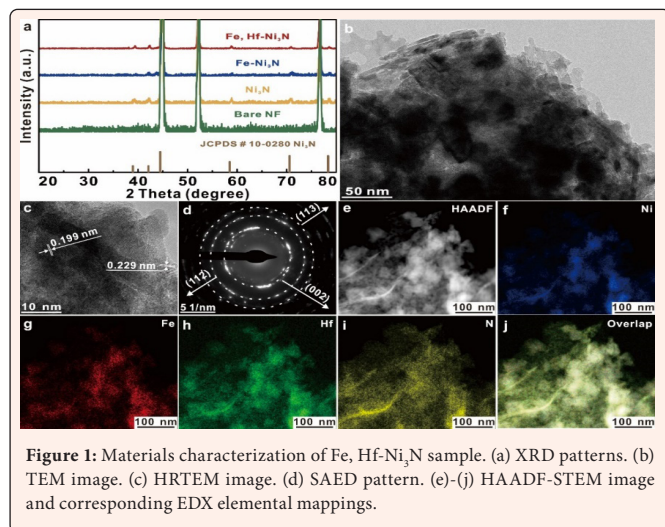 a
Intensity (a.u.)
Fe, Hf-Ni₃N
Fe-Ni₃N
Ni₃N
Bare NF
JCPDS # 10-0280 Ni₃N
20 30 40 50 60 70 80
2 Theta (degree)
b
50 nm
c
0.199 nm
0.229 nm
10 nm
d
(113)
(112)
(002)
5 1/nm
e HAADF
100 nm
f Ni
100 nm
g Fe
100 nm
h Hf
100 nm
i N
100 nm
j Overlap
100 nm
Figure 1: Materials characterization of Fe, Hf-Ni₃N sample. (a) XRD patterns. (b)
TEM image. (c) HRTEM image. (d) SAED pattern. (e)-(j) HAADF-STEM image
and corresponding EDX elemental mappings.